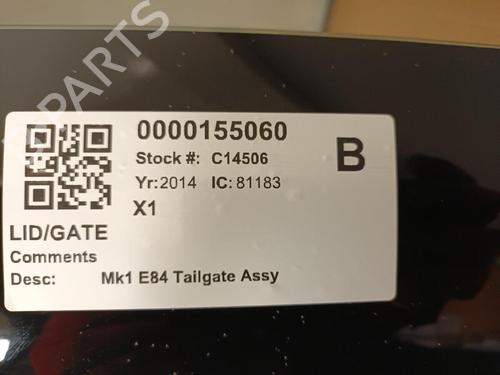 PARTS
0000155060
Stock #: C14506
B
Yr:2014 IC: 81183
X1
LID/GATE
Comments
Desc: Mk1 E84 Tailgate Assy